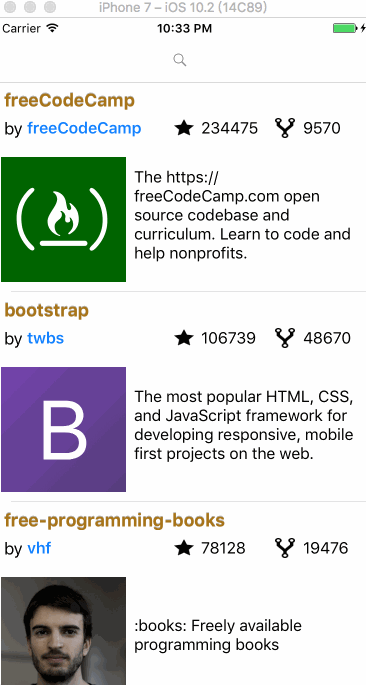 iPhone 7 – iOS 10.2 (14C89)
Carrier 10:33 PM
freeCodeCamp
by freeCodeCamp 234475 9570
The https://
freeCodeCamp.com open
source codebase and
curriculum. Learn to code and
help nonprofits.
bootstrap
by twbs 106739 48670
B
The most popular HTML, CSS,
and JavaScript framework for
developing responsive, mobile
first projects on the web.
free-programming-books
by vhf 78128 19476
:books: Freely available
programming books